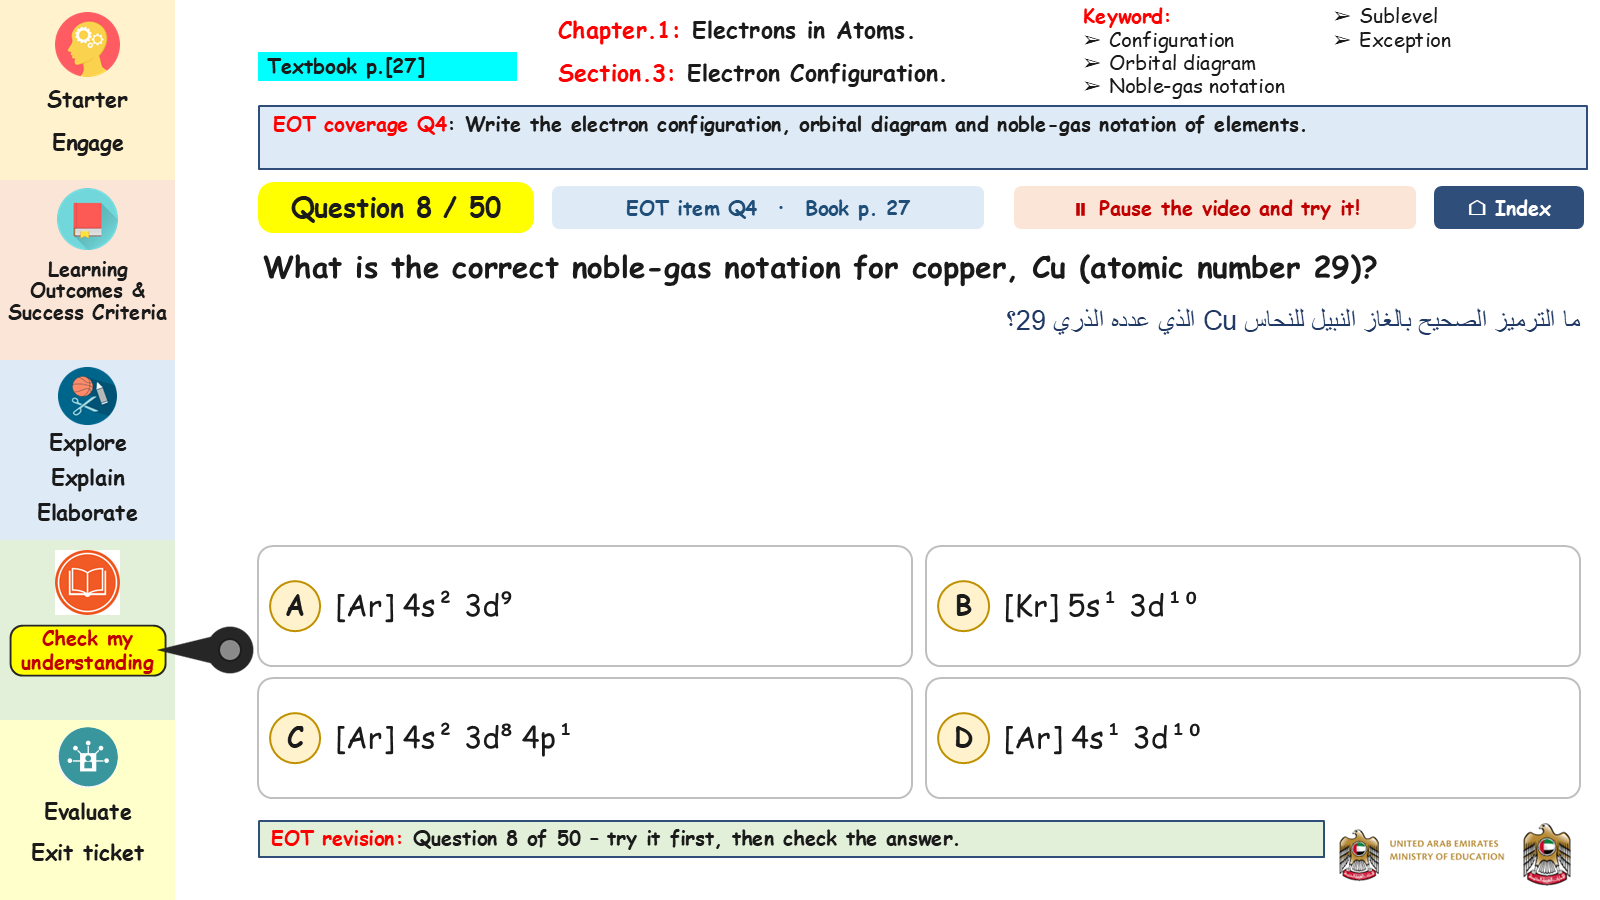 Starter
Engage
Learning
Outcomes &
Success Criteria
Explore
Explain
Elaborate
Check my
understanding
Evaluate
Exit ticket
Textbook p.[27]
Chapter.1: Electrons in Atoms.
Section.3: Electron Configuration.
Keyword:
➢ Configuration
➢ Orbital diagram
➢ Noble-gas notation
➢ Sublevel
➢ Exception
EOT coverage Q4: Write the electron configuration, orbital diagram and noble-gas notation of elements.
Question 8 / 50
EOT item Q4 · Book p. 27
⏸ Pause the video and try it!
⌂ Index
What is the correct noble-gas notation for copper, Cu (atomic number 29)?
ما الترميز الصحيح بالغاز النبيل للنحاس Cu الذي عدده الذري 29؟
A [Ar] 4s² 3d⁹
B [Kr] 5s¹ 3d¹⁰
C [Ar] 4s² 3d⁸ 4p¹
D [Ar] 4s¹ 3d¹⁰
EOT revision: Question 8 of 50 – try it first, then check the answer.
UNITED ARAB EMIRATES
MINISTRY OF EDUCATION